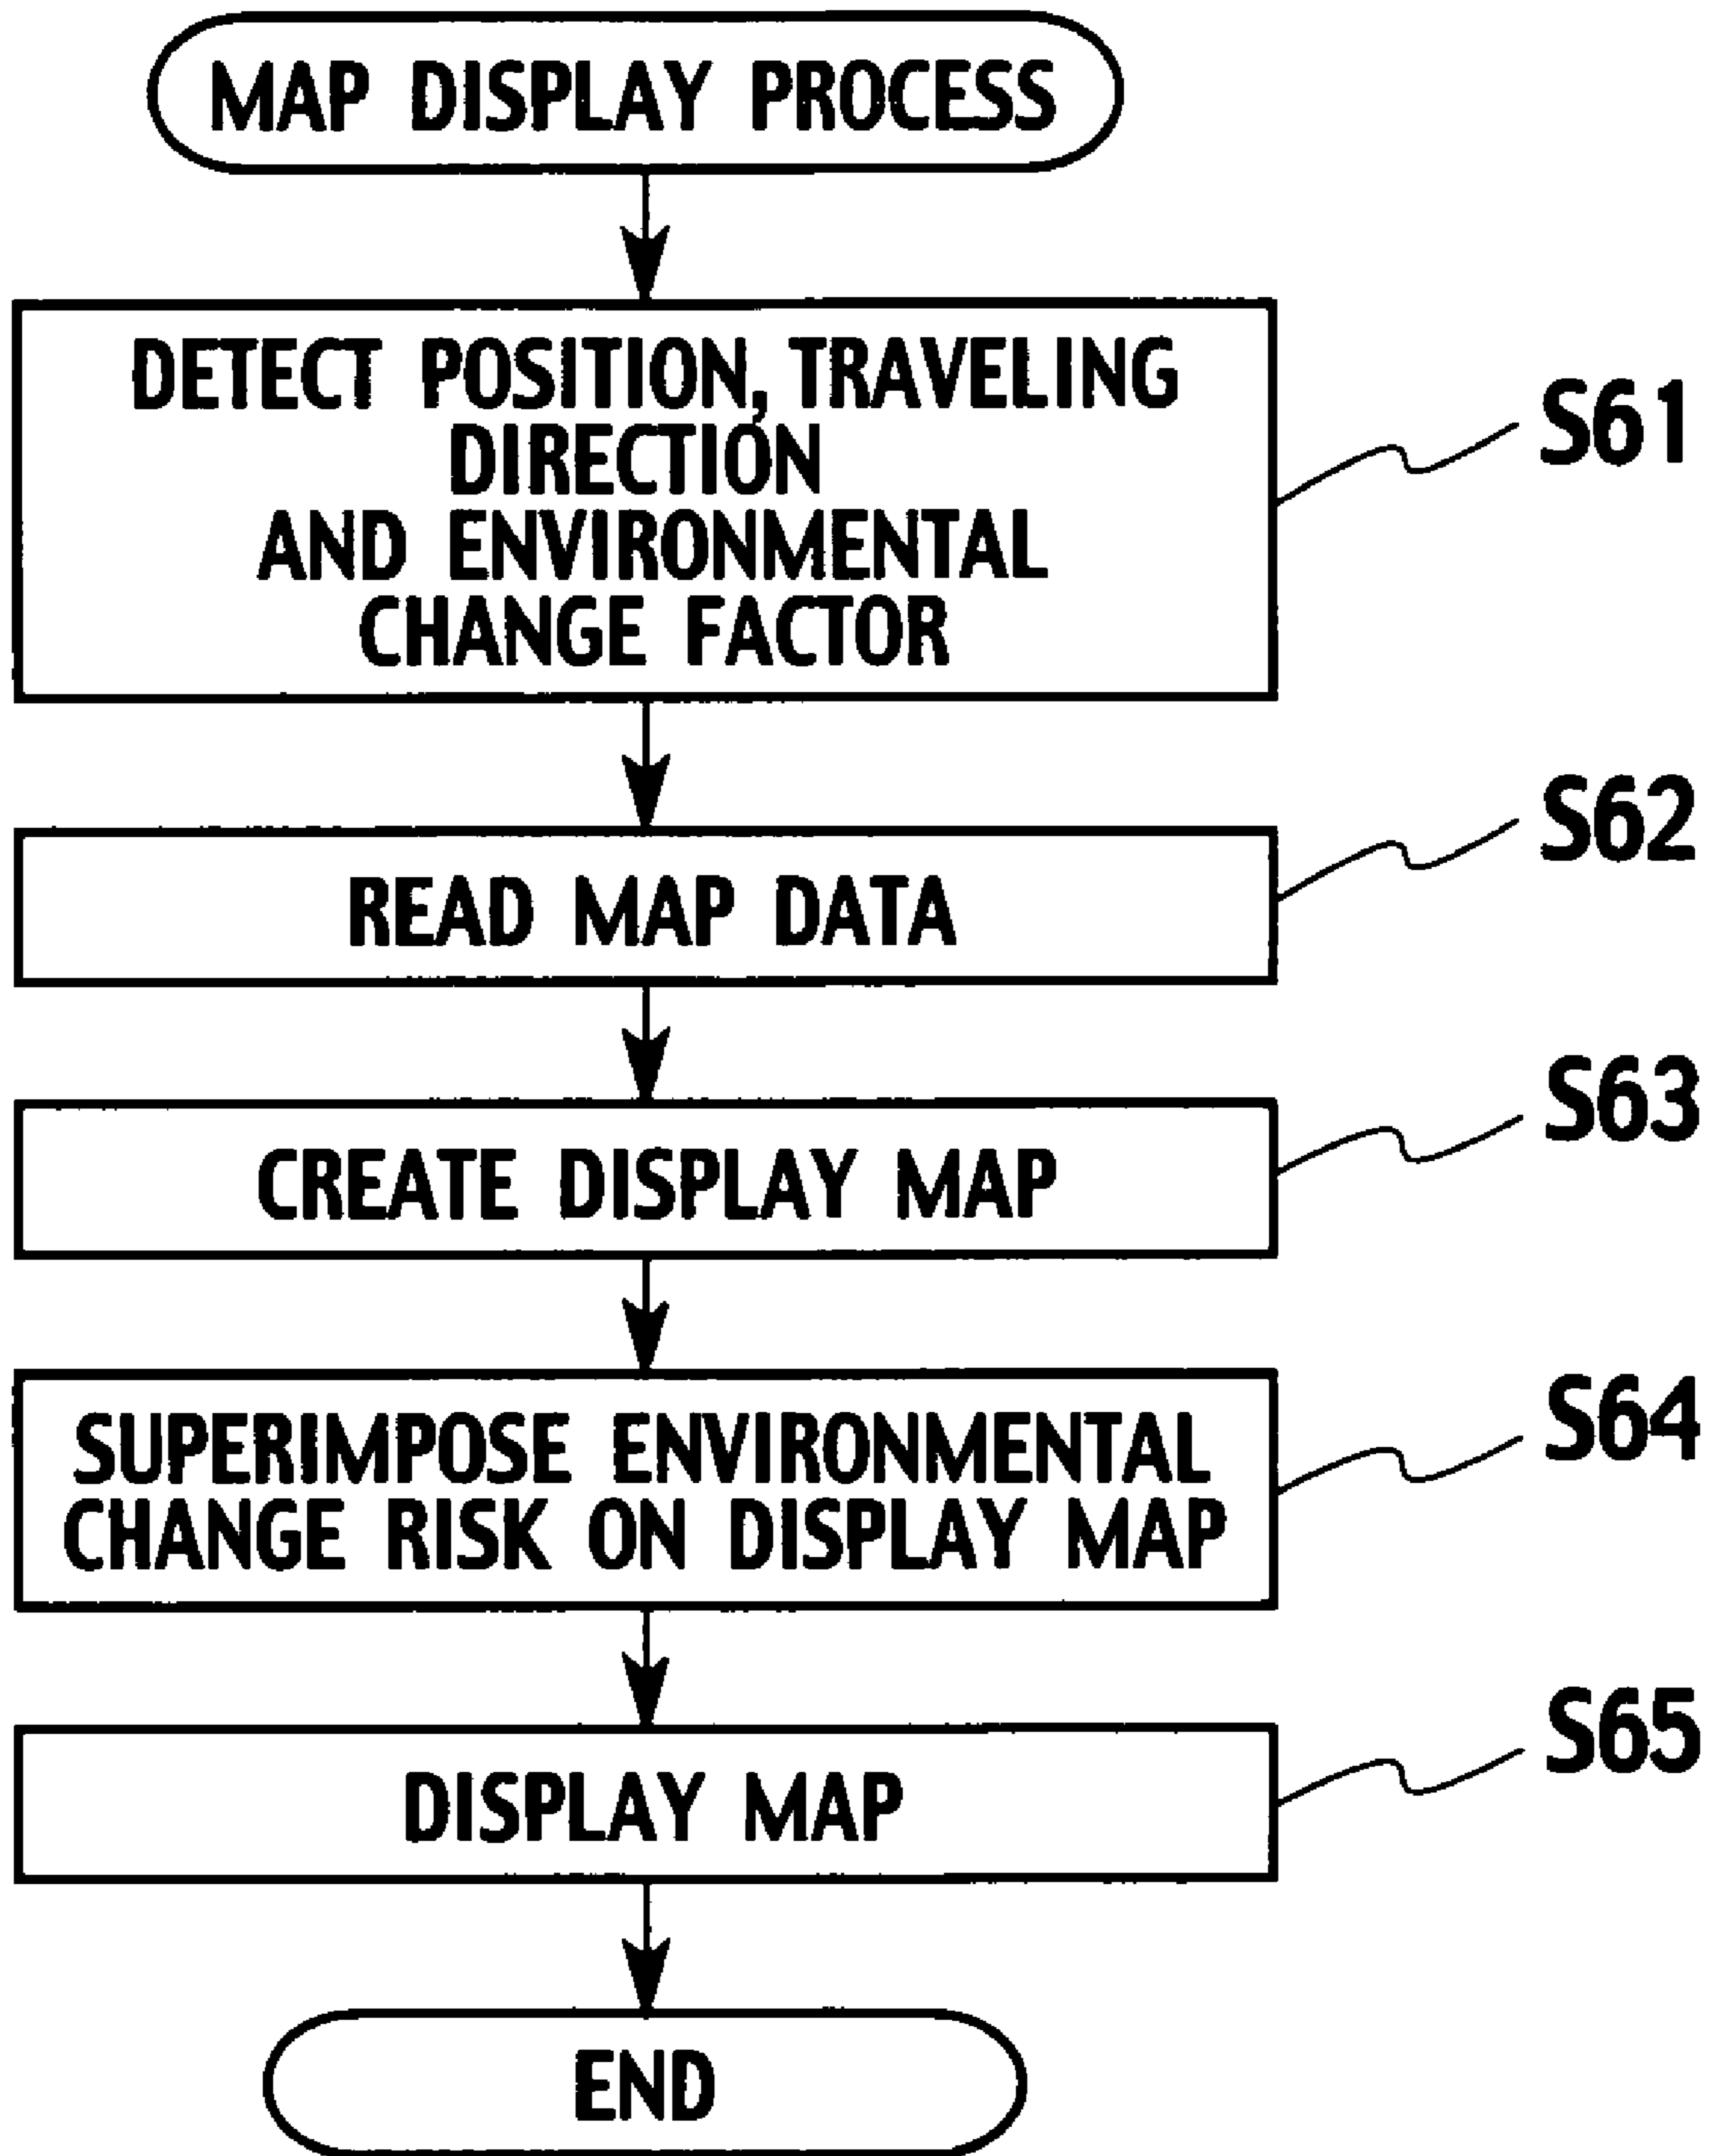 MAP DISPLAY PROCESS
DETECT POSITION, TRAVELING
DIRECTION
AND ENVIRONMENTAL
CHANGE FACTOR
S61
READ MAP DATA
S62
CREATE DISPLAY MAP
S63
SUPERIMPOSE ENVIRONMENTAL
CHANGE RISK ON DISPLAY MAP
S64
DISPLAY MAP
S65
END